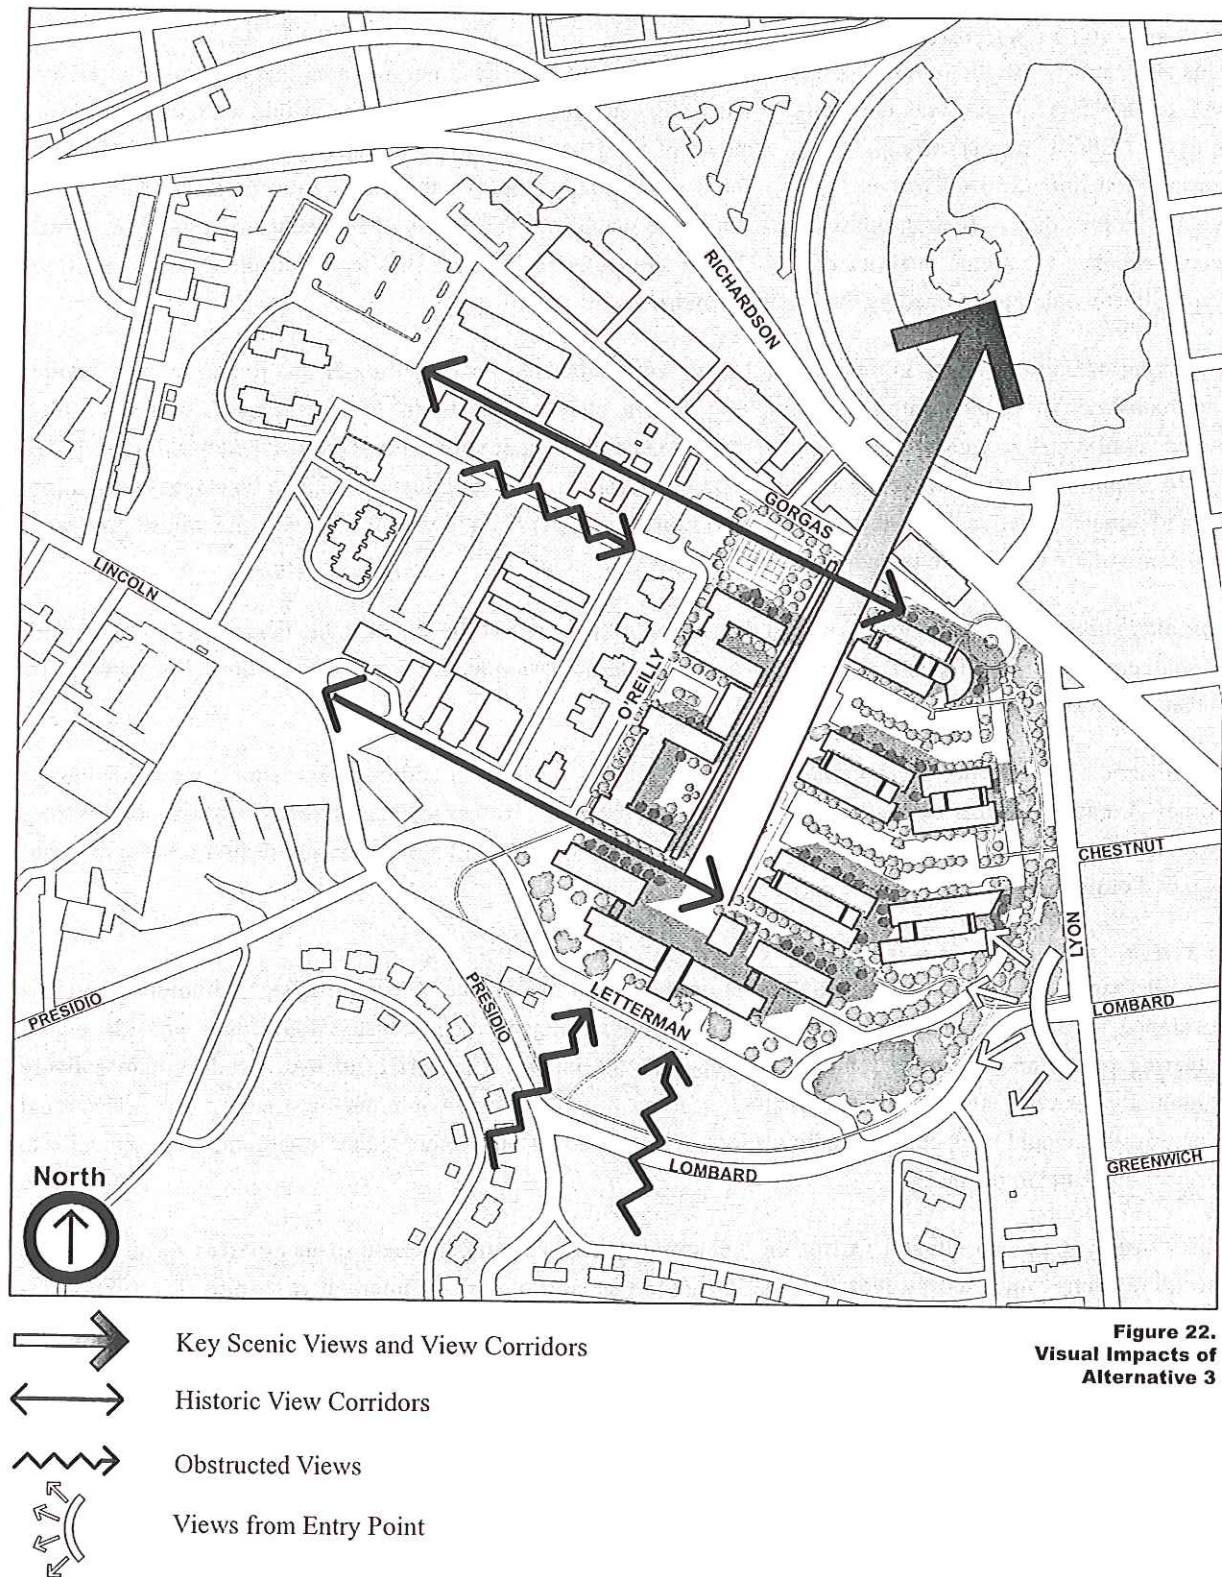 RICHARDSON
GORGAS
LINCOLN
O'REILLY
CHESTNUT
LYON
PRESIDIO
PRESIDIO
LETTERMAN
LOMBARD
LOMBARD
GREENWICH
North
Key Scenic Views and View Corridors
Historic View Corridors
Obstructed Views
Views from Entry Point
Figure 22.
Visual Impacts of
Alternative 3